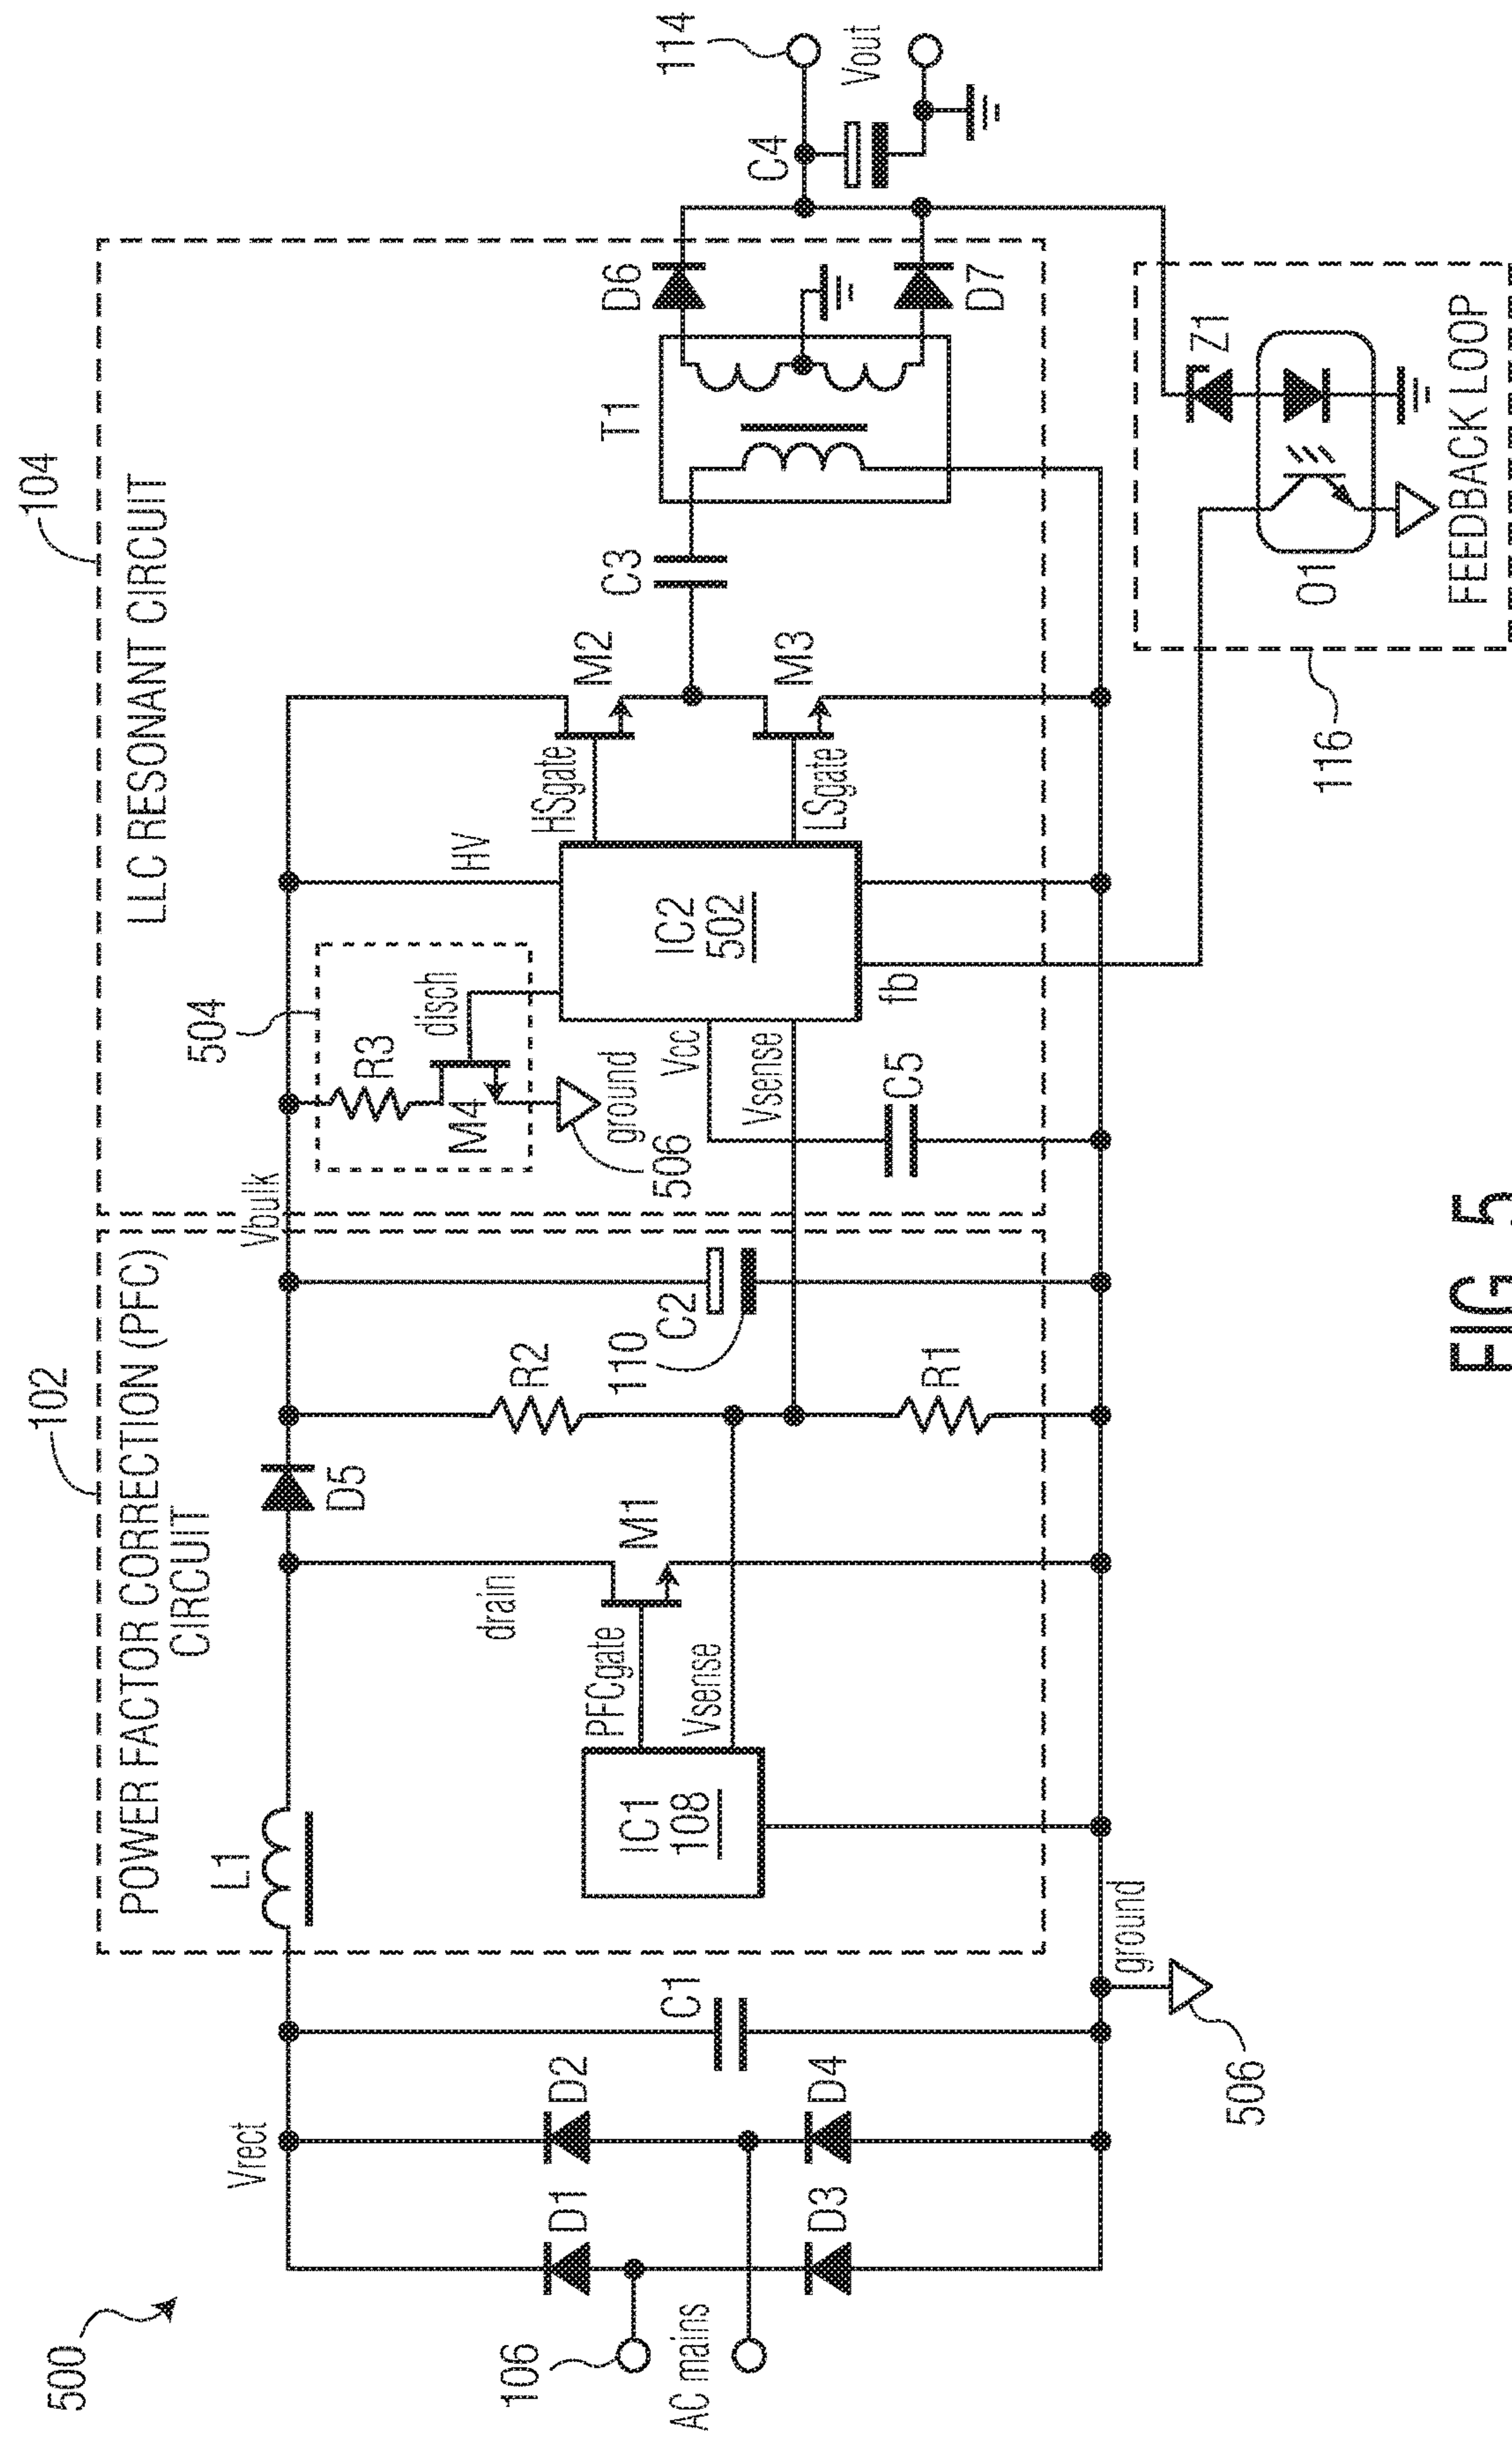 500
102
104
POWER FACTOR CORRECTION (PFC)
CIRCUIT
LLC RESONANT CIRCUIT
504
Vrect
L1
D5
Vbulk
R3
disch
M4
ground
506
HV
drain
106
AC mains
D1
D2
D3
D4
C1
PFCgate
M1
Vsense
IC1
108
R2
110
C2
R1
Vcc
Vsense
C5
IC2
502
fb
HSgate
M2
LSgate
M3
C3
T1
D6
D7
C4
114
Vout
ground
506
116
O1
Z1
FEEDBACK LOOP
FIG. 5